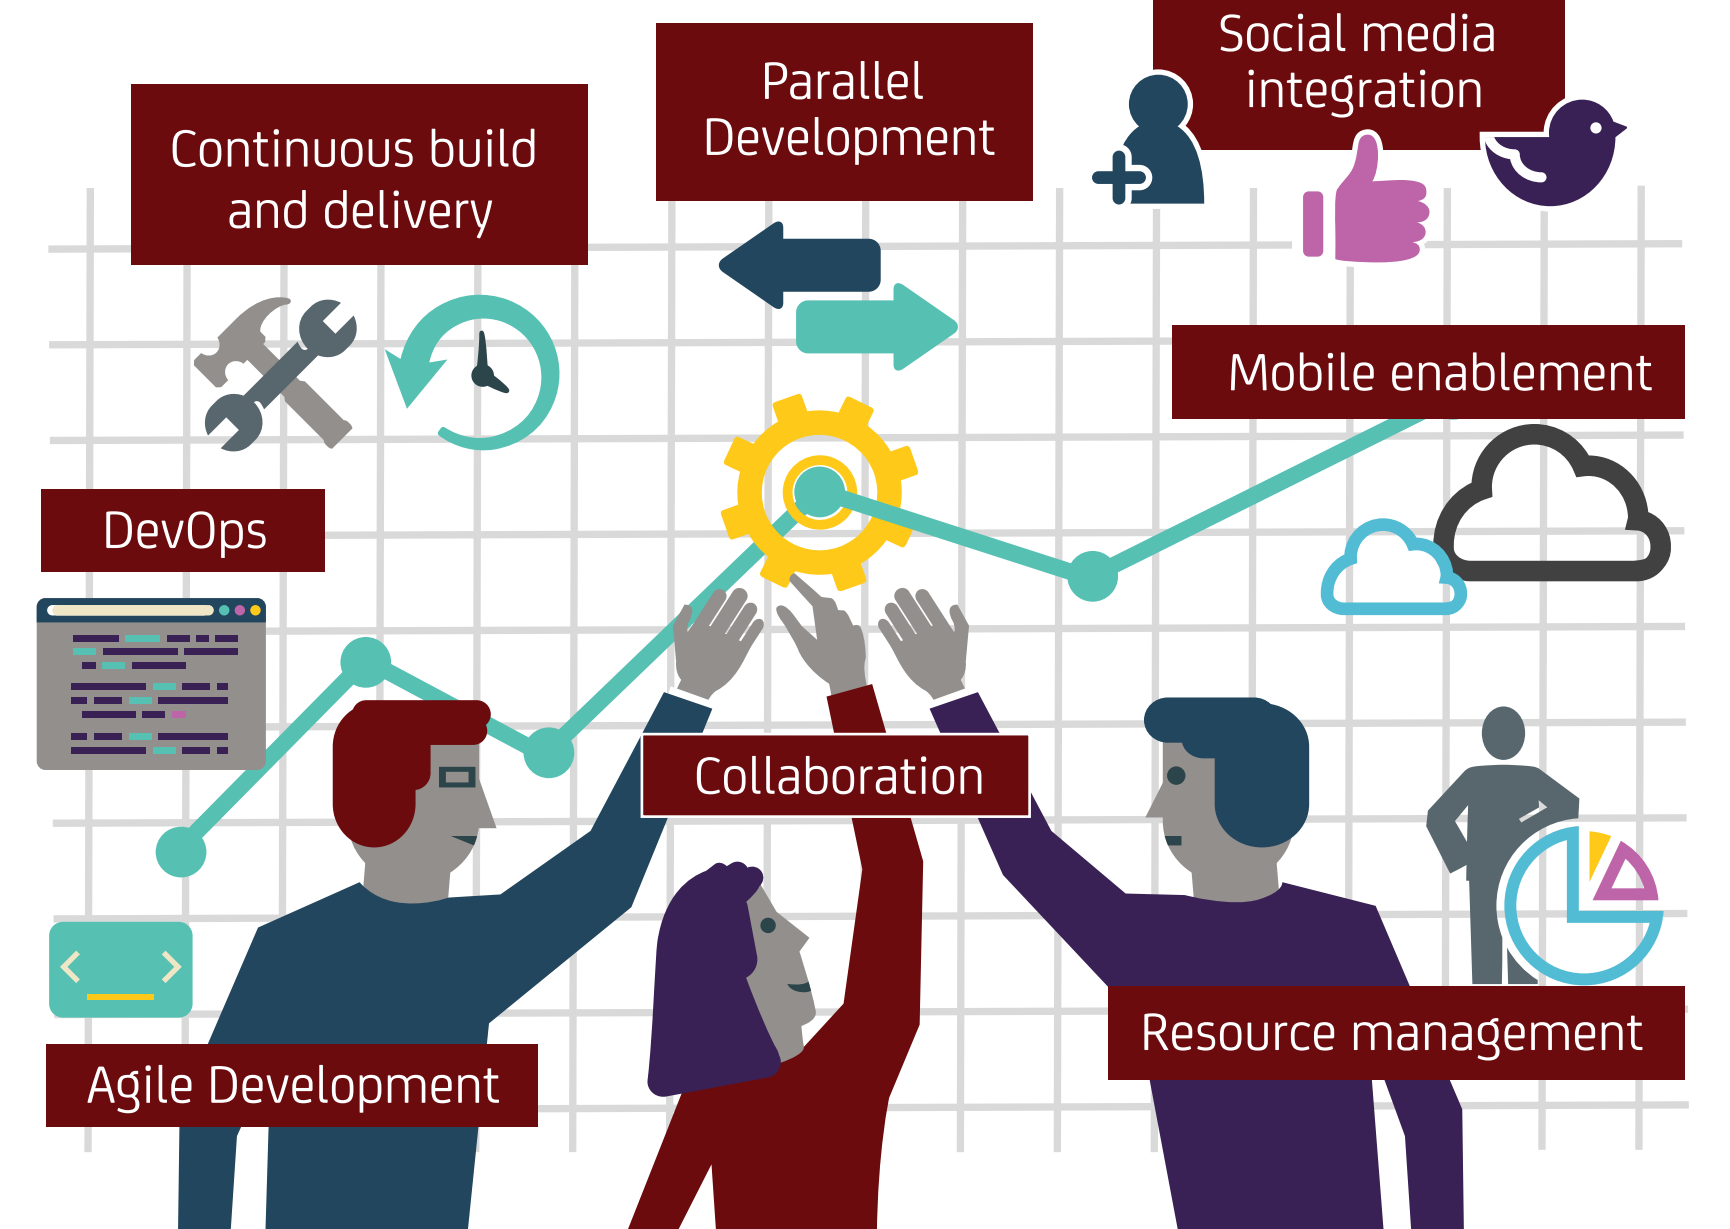 Social media
integration
Parallel
Development
Continuous build
and delivery
Mobile enablement
DevOps
Collaboration
Resource management
Agile Development